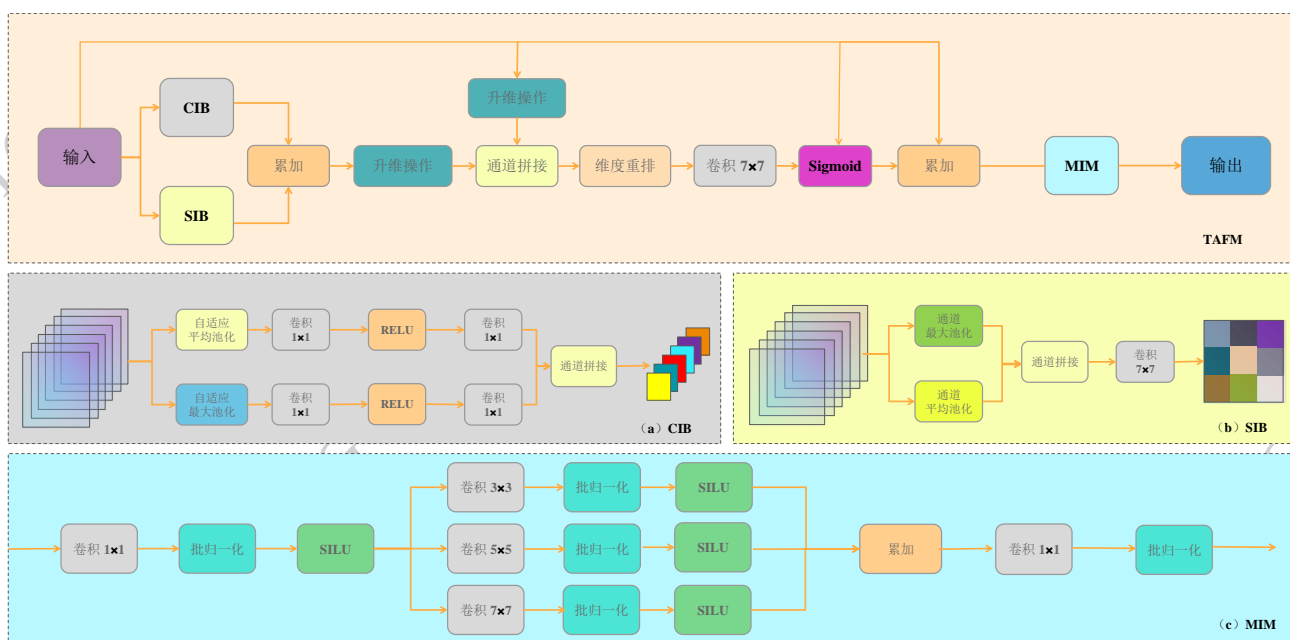 升维操作
CIB
输入
累加
升维操作
通道拼接
维度重排
卷积 7×7
Sigmoid
累加
MIM
输出
SIB
TAFM
自适应
平均池化
卷积
1×1
RELU
卷积
1×1
通道拼接
自适应
最大池化
卷积
1×1
RELU
卷积
1×1
（a）CIB
通道
最大池化
通道拼接
卷积
7×7
通道
平均池化
（b）SIB
卷积 3×3
批归一化
SILU
卷积 1×1
批归一化
SILU
卷积 5×5
批归一化
SILU
累加
卷积 1×1
批归一化
卷积 7×7
批归一化
SILU
（c）MIM